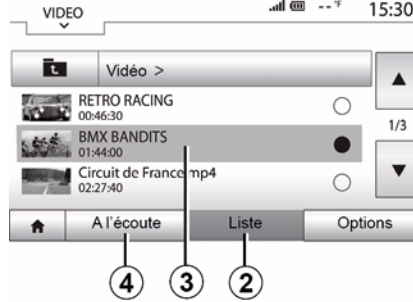 VIDEO -- °F 15:30
Vidéo >
RETRO RACING
00:46:30
BMX BANDITS
01:44:00
1/3
Circuit de France mp4
02:27:40
A l'écoute Liste Options
4 3 2